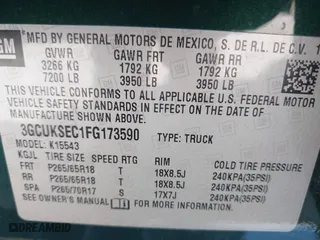 GM
MFD BY GENERAL MOTORS DE MEXICO, S. DE R.L. DE C.V.
GVWR GAWR FRT GAWR RR
3266 KG 1792 KG 1792 KG
7200 LB 3950 LB 3950 LB
THIS VEHICLE CONFORMS TO ALL APPLICABLE U.S. FEDERAL
VEHICLE SAFETY STANDARDS IN EFFECT ON THE DATE OF
MANUFACTURE SHOWN ABOVE.
3GCUKSEC1FG173590 TYPE: TRUCK
MODEL: K15543
KGJL TIRE SIZE SPEED RTG RIM COLD TIRE PRESSURE
FRT P265/65R18 T 18X8.5J 240KPA(35PSI)
RR P265/65R18 T 18X8.5J 240KPA(35PSI)
SPA P265/70R17 S 17X7J 240KPA(35PSI)
SEE OWNER'S MANUAL FOR MORE INFORMATION.